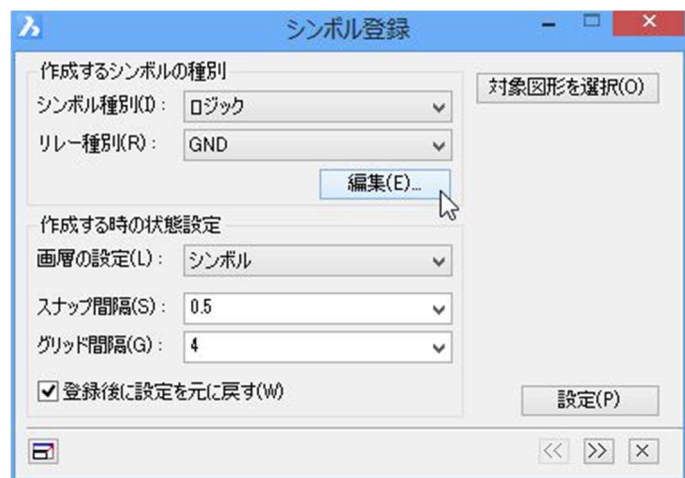 シンボル登録
作成するシンボルの種別
対象図形を選択(O)
シンボル種別(I): ロジック
リレー種別(R): GND
編集(E)...
作成する時の状態設定
画層の設定(L): シンボル
スナップ間隔(S): 0.5
グリッド間隔(G): 4
登録後に設定を元に戻す(W)
設定(P)
<< >>